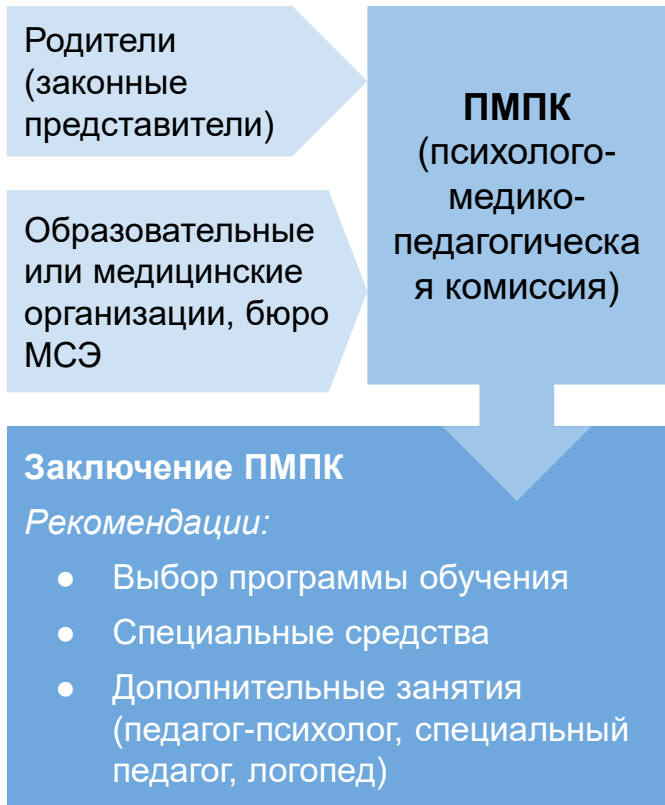 Родители
(законные
представители)
ПМПК
(психолого-
медико-
педагогическа
я комиссия)
Образовательные
или медицинские
организации, бюро
МСЭ
Заключение ПМПК
Рекомендации:
● Выбор программы обучения
● Специальные средства
● Дополнительные занятия
(педагог-психолог, специальный
педагог, логопед)